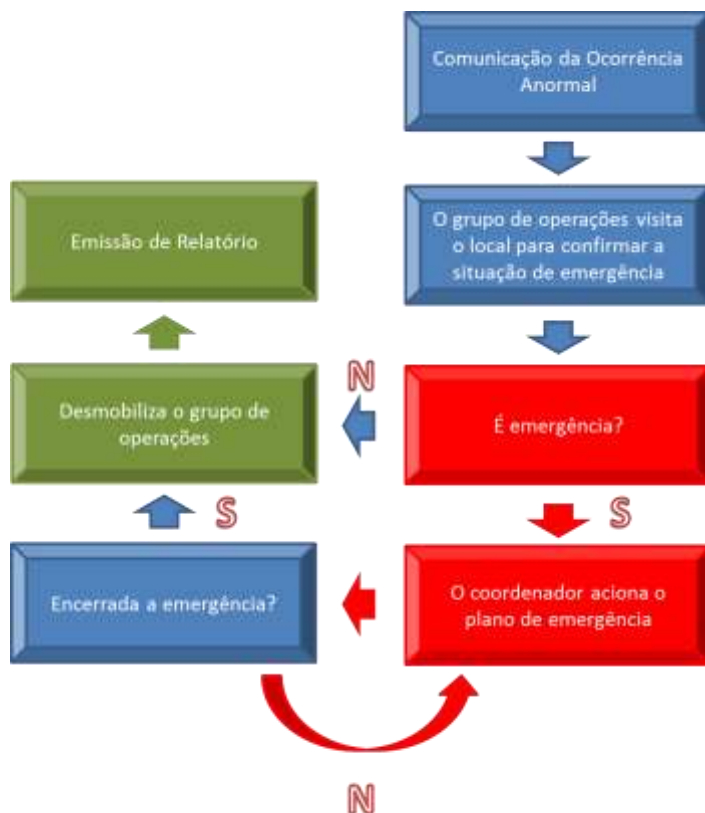 Comunicação da Ocorrência
Anormal
O grupo de operações visita
o local para confirmar a
situação de emergência
Emissão de Relatório
N
Desmobiliza o grupo de
operações
É emergência?
S
S
Encerrada a emergência?
O coordenador aciona o
plano de emergência
N